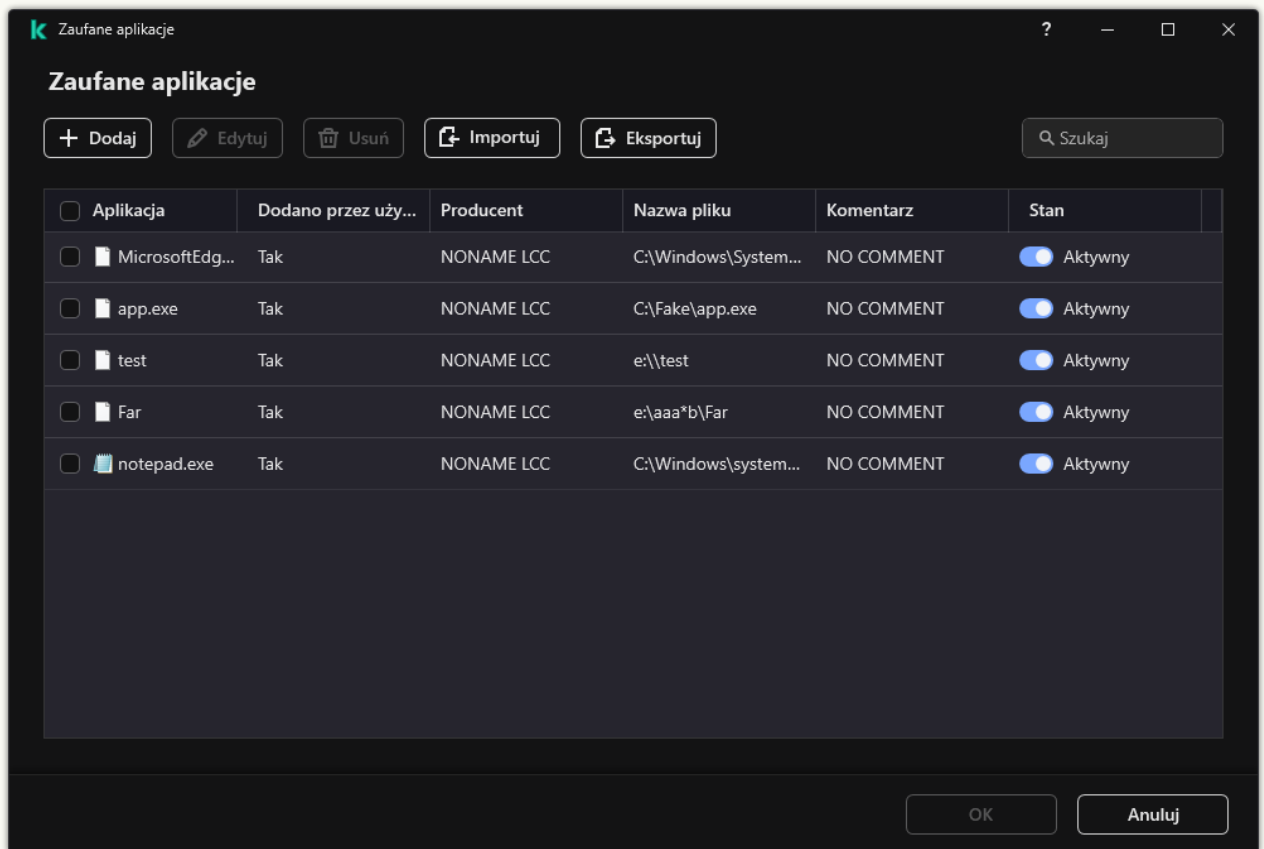 Zaufane aplikacje
Zaufane aplikacje
Dodaj Edytuj Usuń Importuj Eksportuj Szukaj
Aplikacja Dodano przez uży... Producent Nazwa pliku Komentarz Stan
MicrosoftEdg... Tak NONAME LCC C:\Windows\System... NO COMMENT Aktywny
app.exe Tak NONAME LCC C:\Fake\app.exe NO COMMENT Aktywny
test Tak NONAME LCC e:\\test NO COMMENT Aktywny
Far Tak NONAME LCC e:\aaa*b\Far NO COMMENT Aktywny
notepad.exe Tak NONAME LCC C:\Windows\system... NO COMMENT Aktywny
OK Anuluj